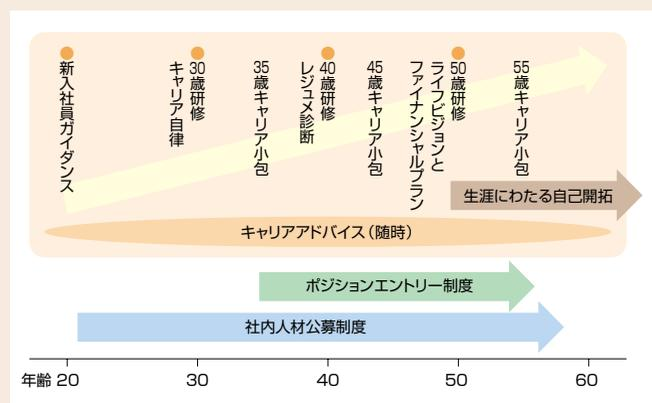 新入社員ガイダンス
30歳研修
キャリア自律
35歳キャリア小包
40歳研修
レジュメ診断
45歳キャリア小包
50歳研修
ライフビジョンと
ファイナンシャルプラン
55歳キャリア小包
生涯にわたる自己開拓
キャリアアドバイス（随時）
ポジションエントリー制度
社内人材公募制度
年齢 20 30 40 50 60